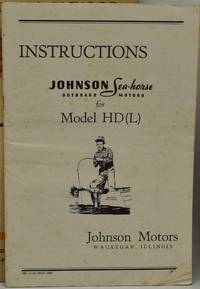 INSTRUCTIONS
JOHNSON Sea-horse
OUTBOARD MOTORS
for
Model HD(L)
Johnson Motors
WAUKEGAN, ILLINOIS